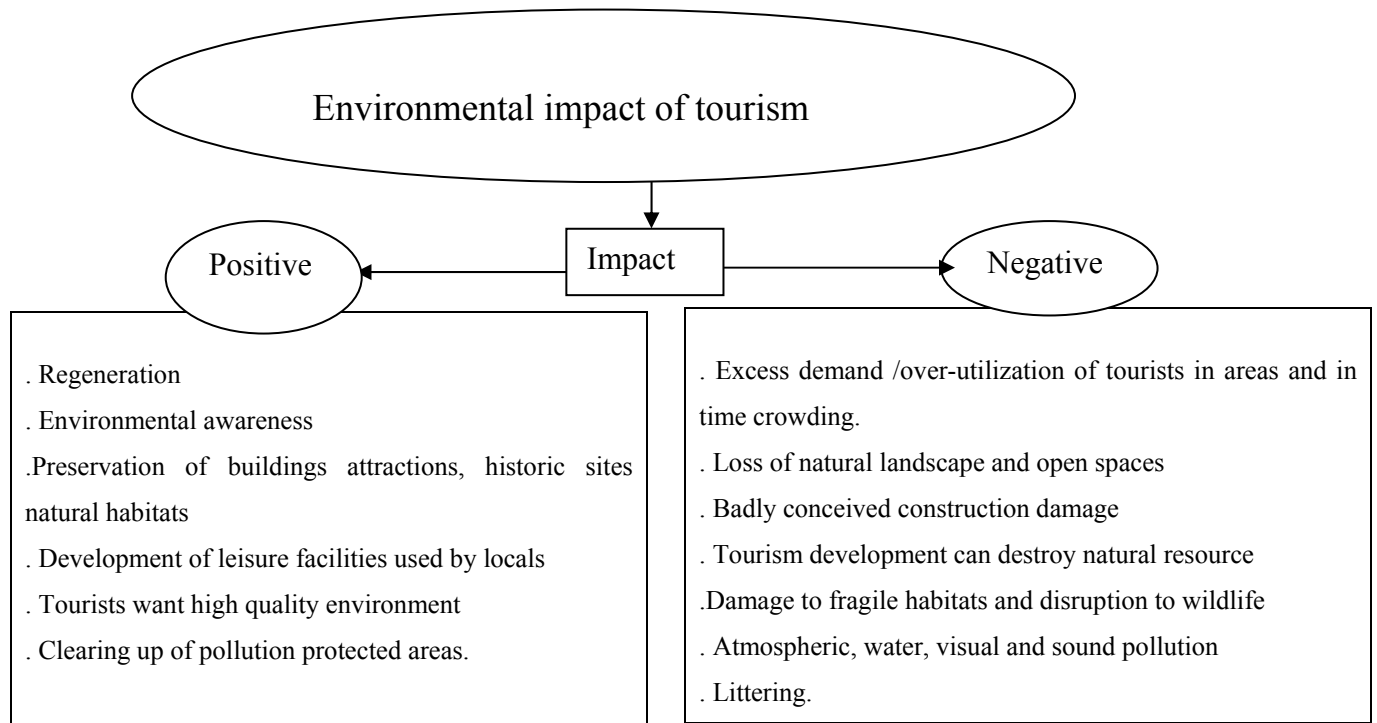 Environmental impact of tourism
Impact
Positive
Negative
. Regeneration
. Environmental awareness
.Preservation of buildings attractions, historic sites
natural habitats
. Development of leisure facilities used by locals
. Tourists want high quality environment
. Clearing up of pollution protected areas.
. Excess demand /over-utilization of tourists in areas and in
time crowding.
. Loss of natural landscape and open spaces
. Badly conceived construction damage
. Tourism development can destroy natural resource
.Damage to fragile habitats and disruption to wildlife
. Atmospheric, water, visual and sound pollution
. Littering.